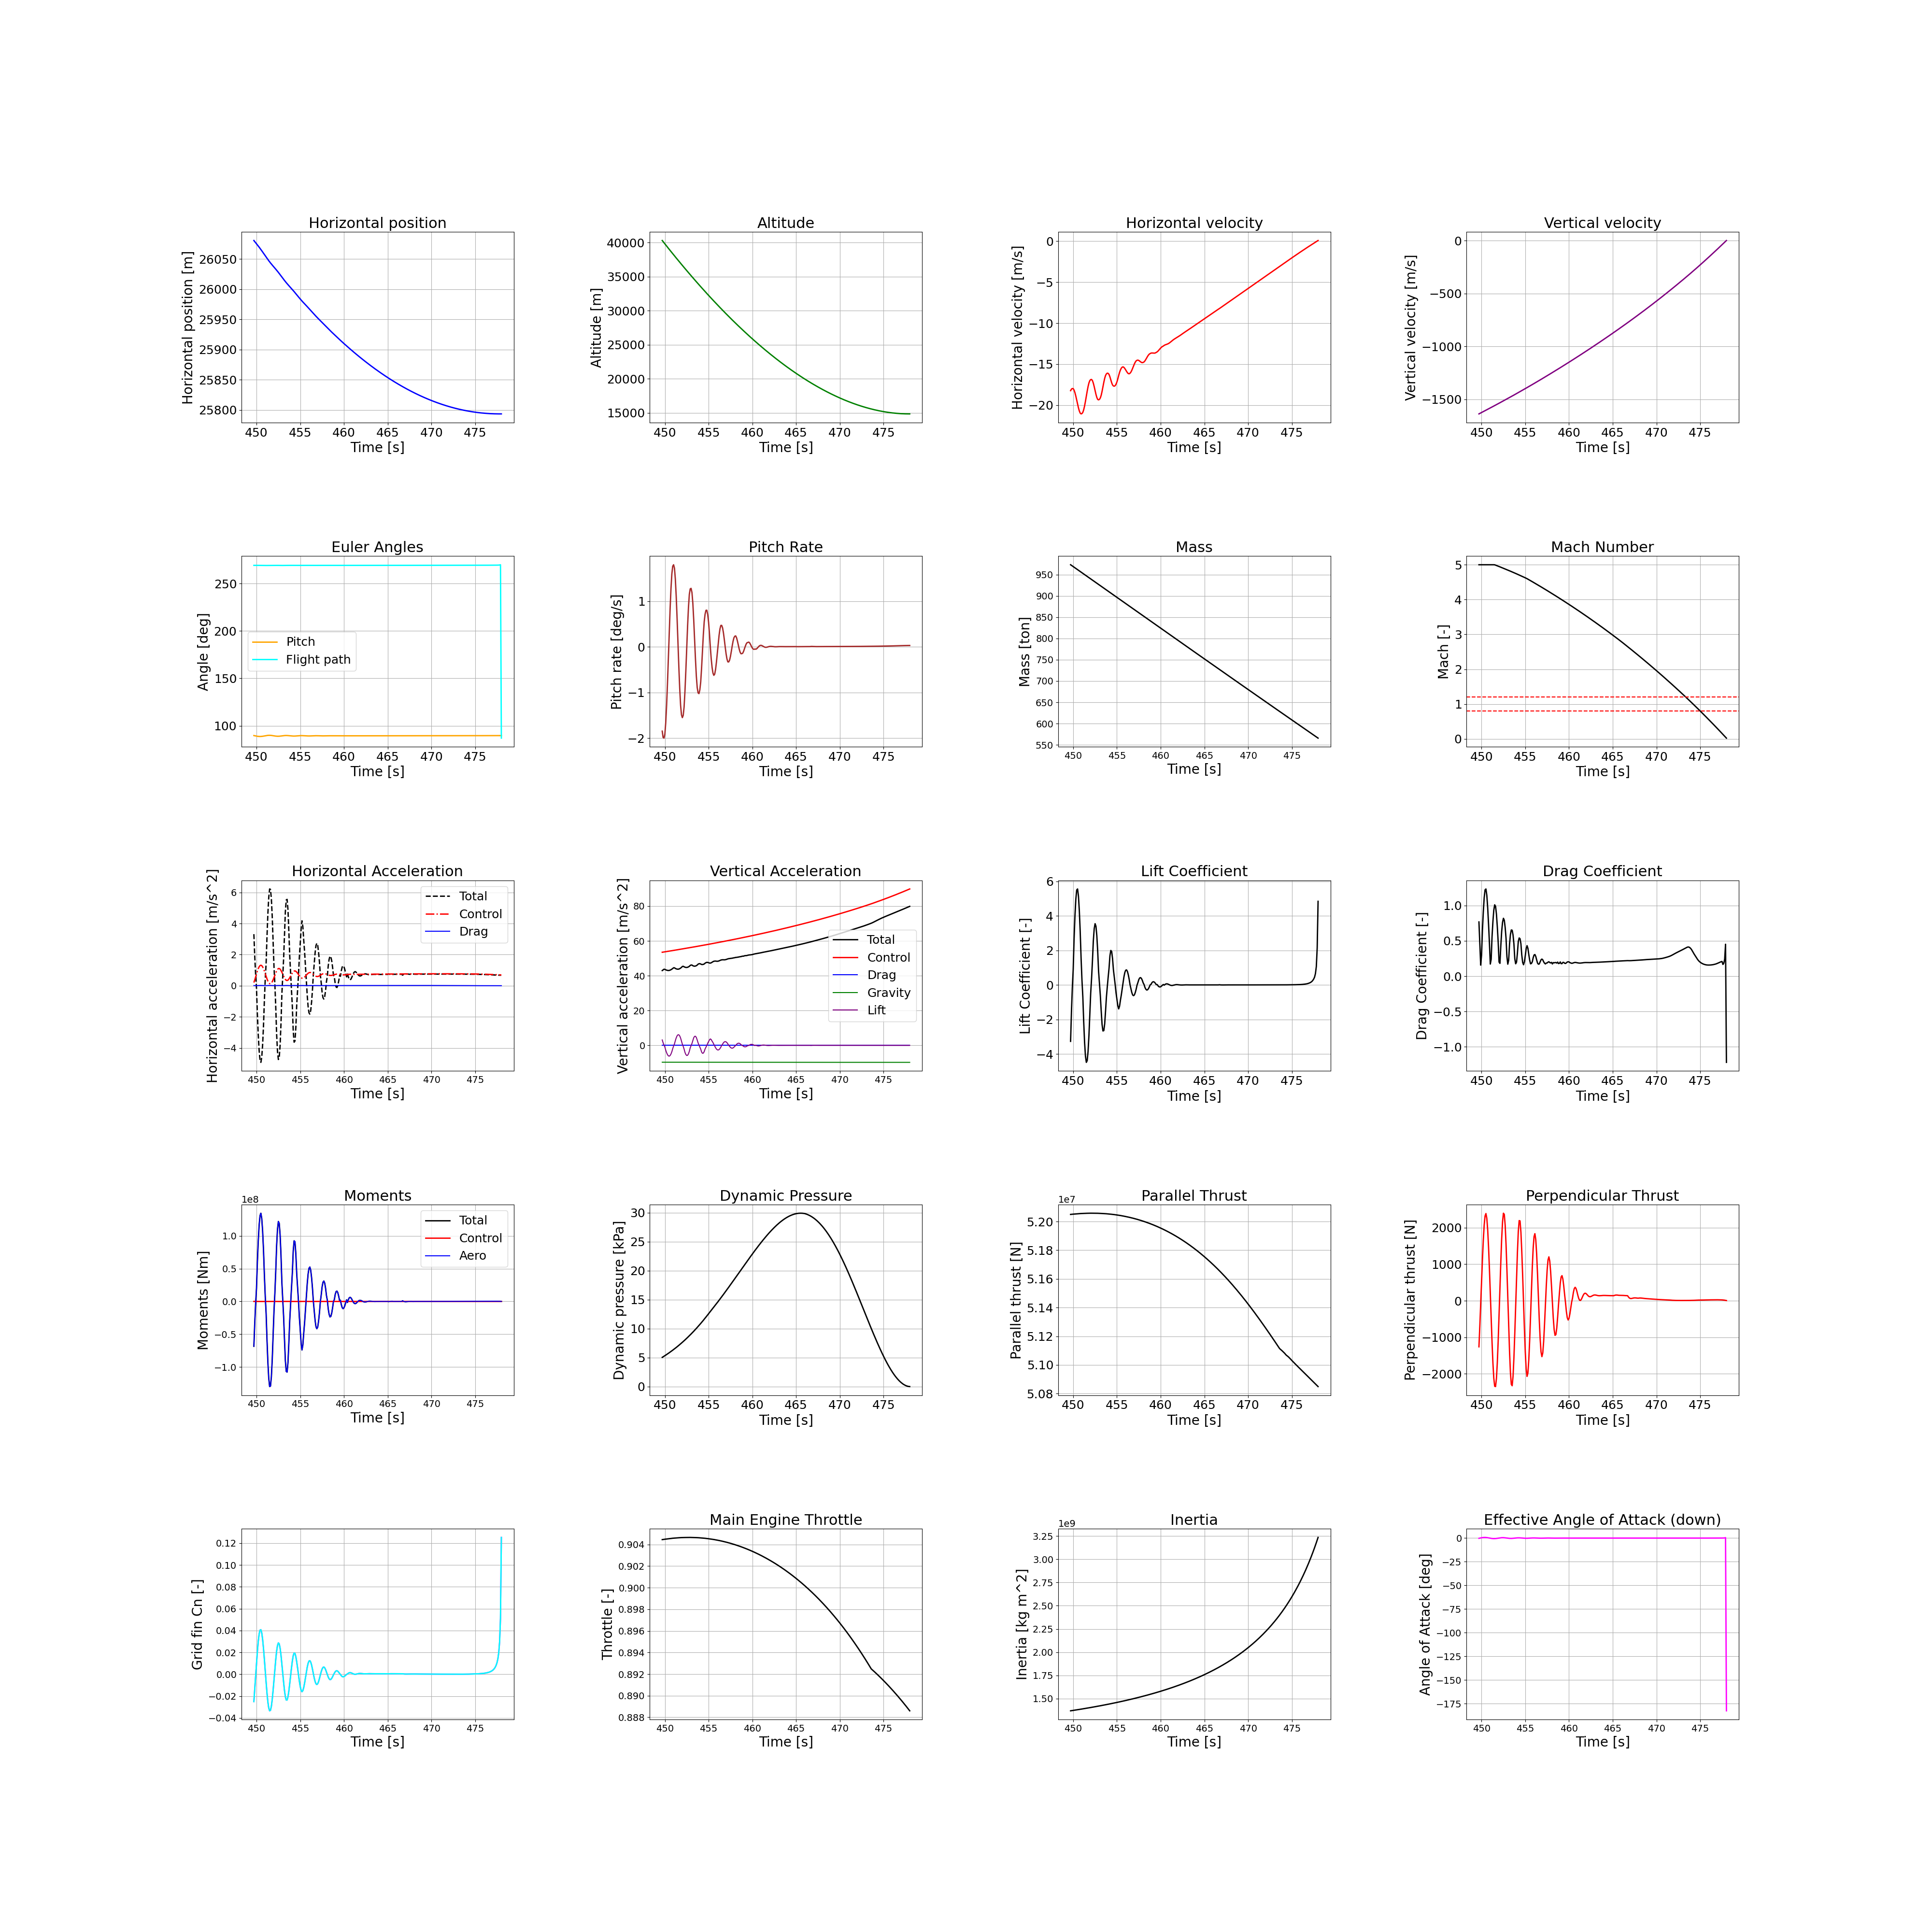 Horizontal position
Horizontal position [m]
26050
26000
25950
25900
25850
25800
450 455 460 465 470 475
Time [s]
Altitude
Altitude [m]
40000
35000
30000
25000
20000
15000
450 455 460 465 470 475
Time [s]
Horizontal velocity
Horizontal velocity [m/s]
0
−5
−10
−15
−20
450 455 460 465 470 475
Time [s]
Vertical velocity
Vertical velocity [m/s]
0
−500
−1000
−1500
450 455 460 465 470 475
Time [s]
Euler Angles
Angle [deg]
250
200
150
100
Pitch
Flight path
450 455 460 465 470 475
Time [s]
Pitch Rate
Pitch rate [deg/s]
1
0
−1
−2
450 455 460 465 470 475
Time [s]
Mass
Mass [ton]
950
900
850
800
750
700
650
600
550
450 455 460 465 470 475
Time [s]
Mach Number
Mach [-]
5
4
3
2
1
0
450 455 460 465 470 475
Time [s]
Horizontal Acceleration
Horizontal acceleration [m/s^2]
6
4
2
0
−2
−4
Total
Control
Drag
450 455 460 465 470 475
Time [s]
Vertical Acceleration
Vertical acceleration [m/s^2]
80
60
40
20
0
Total
Control
Drag
Gravity
Lift
450 455 460 465 470 475
Time [s]
Lift Coefficient
Lift Coefficient [-]
6
4
2
0
−2
−4
450 455 460 465 470 475
Time [s]
Drag Coefficient
Drag Coefficient [-]
1.0
0.5
0.0
−0.5
−1.0
450 455 460 465 470 475
Time [s]
Moments
1e8
Moments [Nm]
1.0
0.5
0.0
−0.5
−1.0
Total
Control
Aero
450 455 460 465 470 475
Time [s]
Dynamic Pressure
Dynamic pressure [kPa]
30
25
20
15
10
5
0
450 455 460 465 470 475
Time [s]
Parallel Thrust
1e7
Parallel thrust [N]
5.20
5.18
5.16
5.14
5.12
5.10
5.08
450 455 460 465 470 475
Time [s]
Perpendicular Thrust
Perpendicular thrust [N]
2000
1000
0
−1000
−2000
450 455 460 465 470 475
Time [s]
Grid fin Cn [-]
0.12
0.10
0.08
0.06
0.04
0.02
0.00
−0.02
−0.04
450 455 460 465 470 475
Time [s]
Main Engine Throttle
Throttle [-]
0.904
0.902
0.900
0.898
0.896
0.894
0.892
0.890
0.888
450 455 460 465 470 475
Time [s]
Inertia
1e9
Inertia [kg m^2]
3.25
3.00
2.75
2.50
2.25
2.00
1.75
1.50
450 455 460 465 470 475
Time [s]
Effective Angle of Attack (down)
Angle of Attack [deg]
0
−25
−50
−75
−100
−125
−150
−175
450 455 460 465 470 475
Time [s]